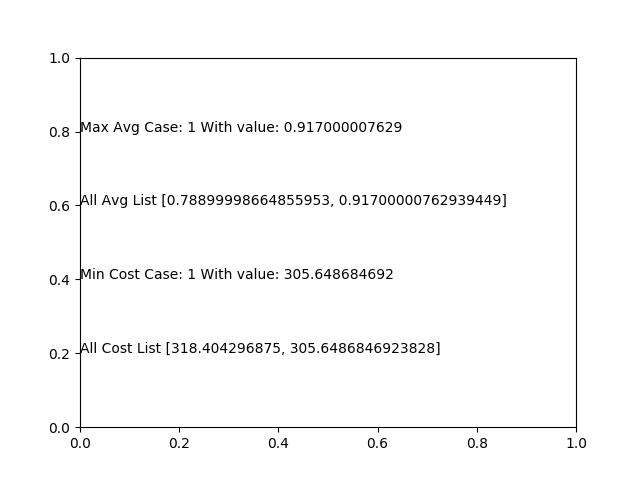 1.0
Max Avg Case: 1 With value: 0.917000007629
0.8
All Avg List [0.78899998664855953, 0.91700000762939449]
0.6
Min Cost Case: 1 With value: 305.648684692
0.4
All Cost List [318.404296875, 305.6486846923828]
0.2
0.0
0.0 0.2 0.4 0.6 0.8 1.0